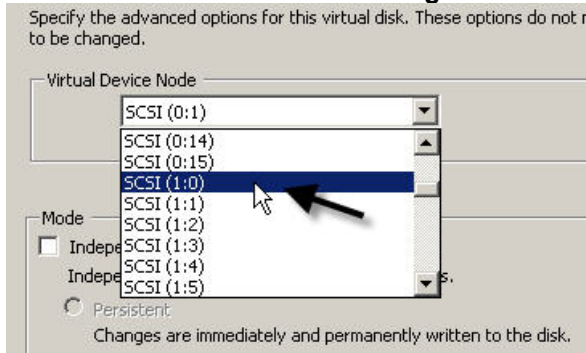 Specify the advanced options for this virtual disk. These options do not
to be changed.
Virtual Device Node
SCSI (0:1)
SCSI (0:14)
SCSI (0:15)
SCSI (1:0)
SCSI (1:1)
SCSI (1:2)
SCSI (1:3)
SCSI (1:4)
SCSI (1:5)
Mode
Persistent
Changes are immediately and permanently written to the disk.